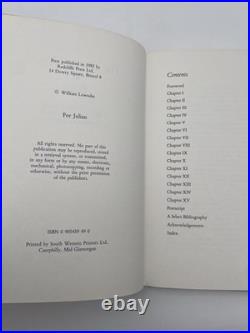 First published in 1982 by
Redcliffe Press Ltd.
14 Dowry Square, Bristol 8
© William Lowndes
For Julian
All rights reserved. No part of this
publication may be reproduced, stored
in a retrieval system, or transmitted,
in any form or by any means, electronic,
mechanical, photocopying, recording or
otherwise, without the prior permission
of the publishers.
ISBN 0 905459
Printed by South Western Printers Ltd.
Caerphilly, Mid Glamorgan
Contents
Foreword
Chapter I
Chapter II
Chapter III
Chapter IV
Chapter V
Chapter VI
Chapter VII
Chapter VIII
Chapter IX
Chapter X
Chapter XI
Chapter XII
Chapter XIII
Chapter XIV
Chapter XV
Postscript
A Select Bibliography
Acknowledgements
Index